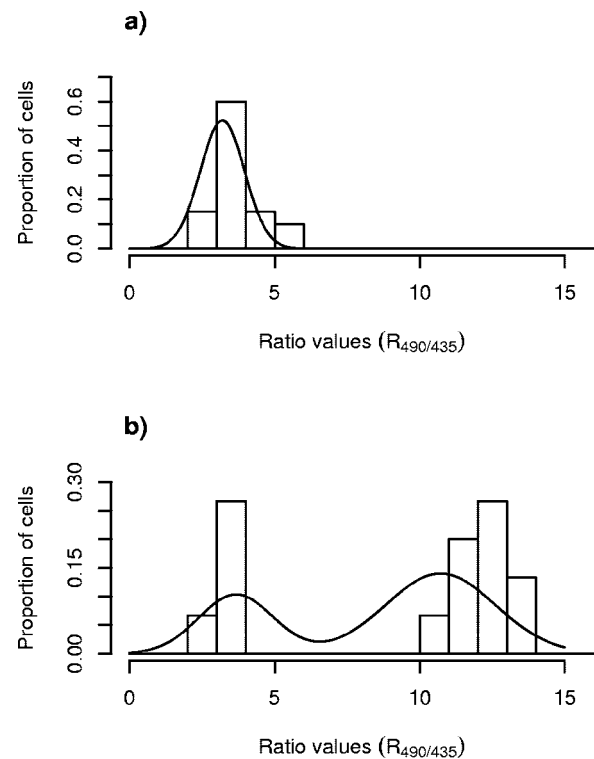 a)
Proportion of cells
0.6
0.4
0.2
0.0
0 5 10 15
Ratio values (R490/435)
b)
Proportion of cells
0.30
0.15
0.00
0 5 10 15
Ratio values (R490/435)